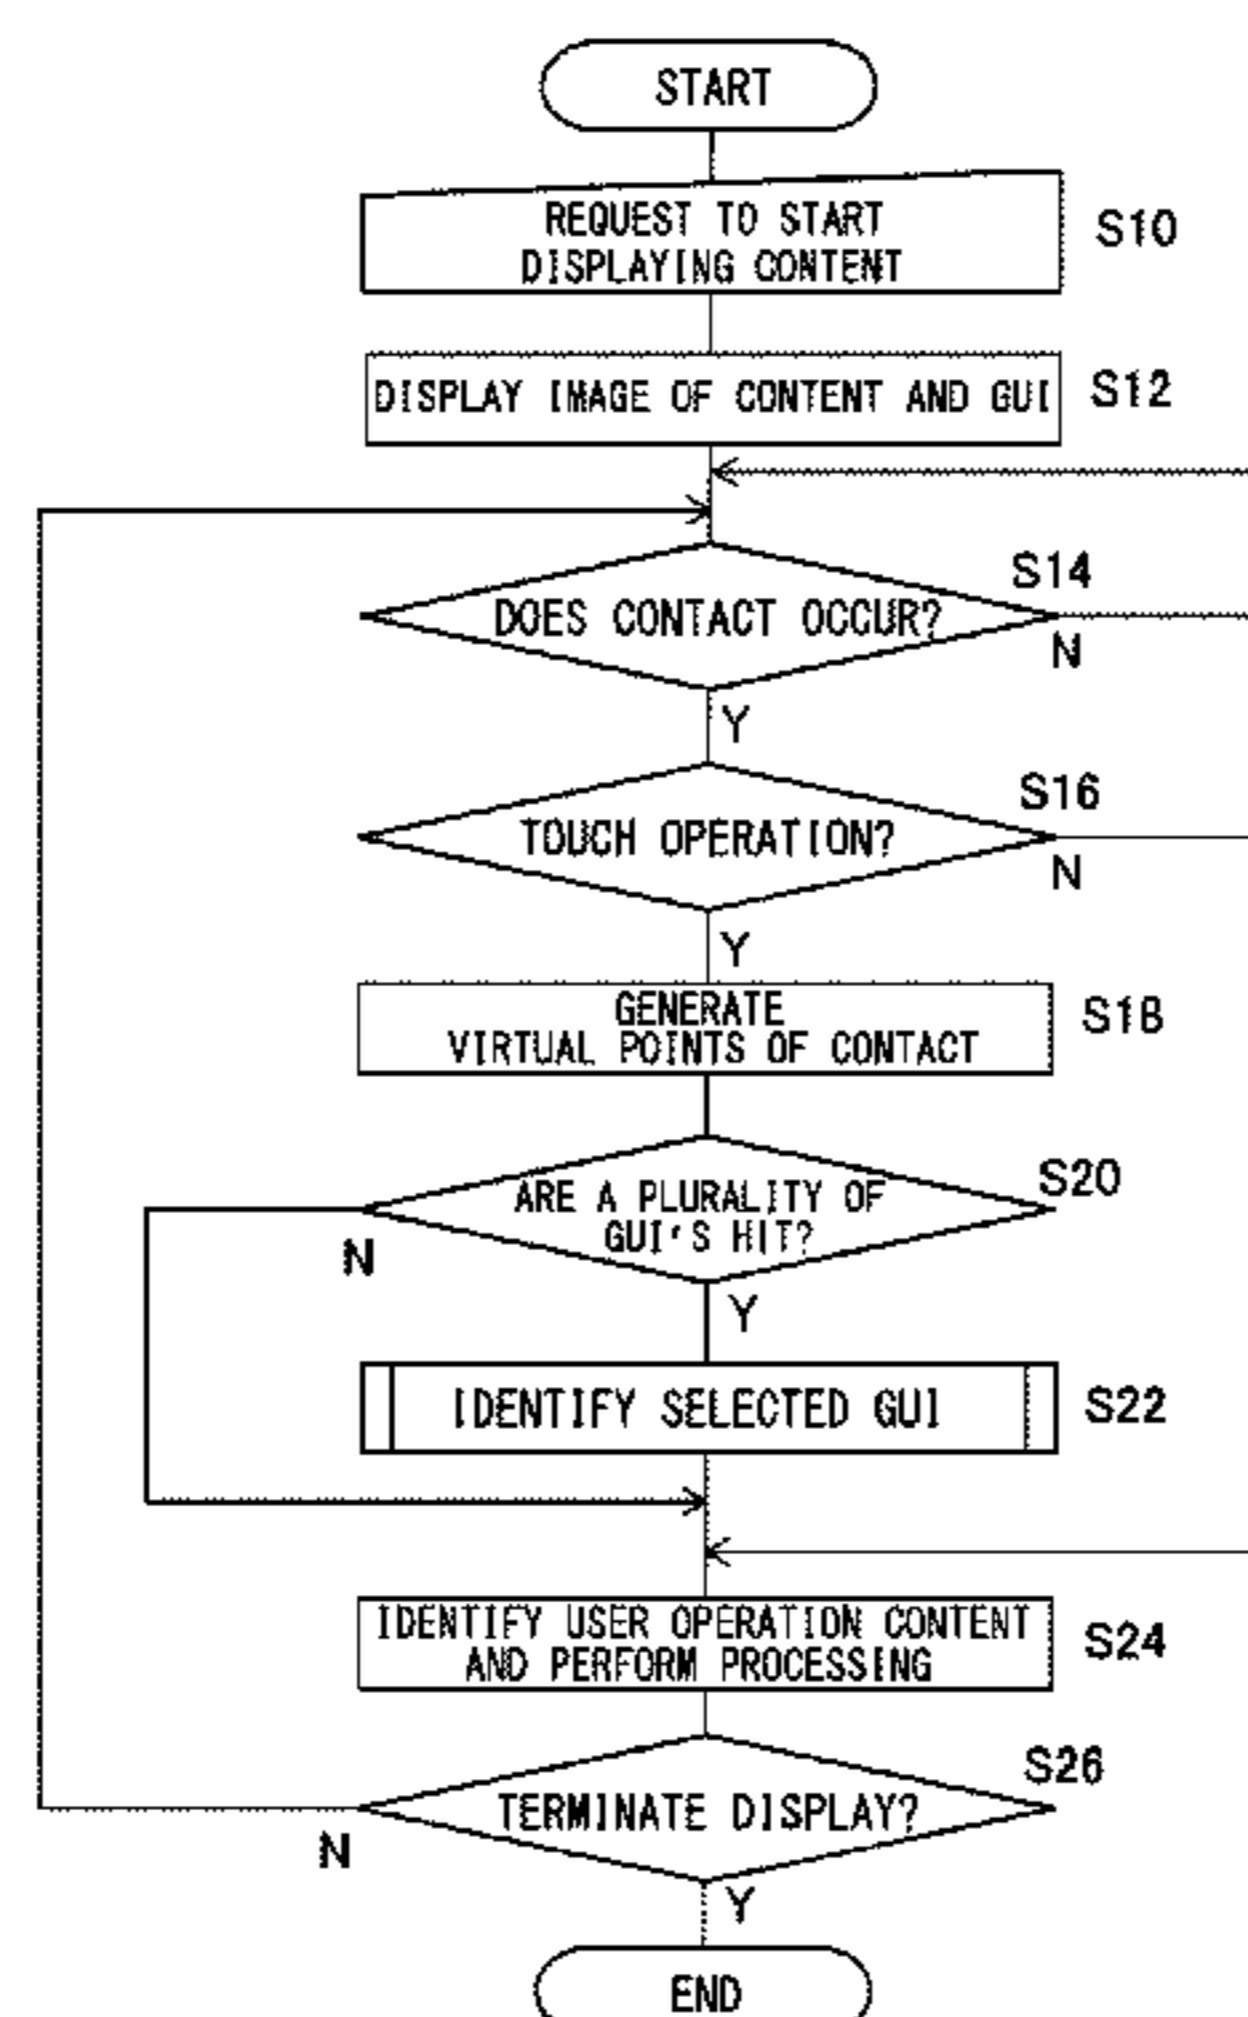 START
REQUEST TO START
DISPLAYING CONTENT
S10
DISPLAY IMAGE OF CONTENT AND GUI
S12
DOES CONTACT OCCUR?
S14
N
Y
TOUCH OPERATION?
S16
N
Y
GENERATE
VIRTUAL POINTS OF CONTACT
S18
ARE A PLURALITY OF
GUI'S HIT?
S20
N
Y
IDENTIFY SELECTED GUI
S22
IDENTIFY USER OPERATION CONTENT
AND PERFORM PROCESSING
S24
TERMINATE DISPLAY?
S26
N
Y
END